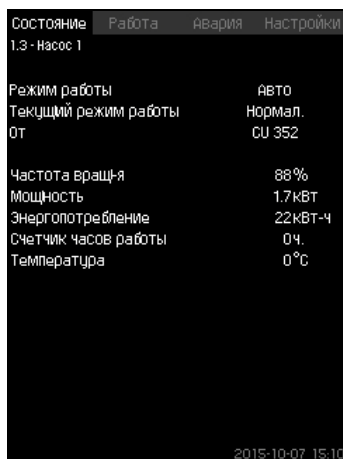 Состояние Работа Авария Настройки
1.3 - Насос 1
Режим работы Авто
Текущий режим работы Нормал.
От CU 352
Частота вращ-я 88%
Мощность 1.7кВт
Энергопотребление 22кВт-ч
Счетчик часов работы 0ч.
Температура 0°C
2015-10-07 15:10